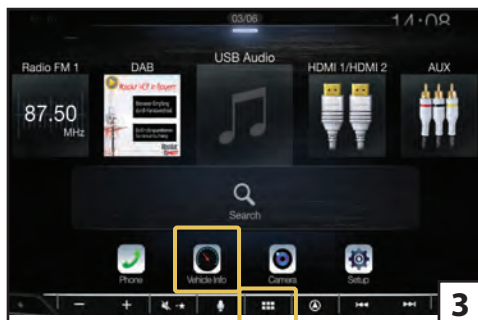 03/06
14:08
USB Audio
Radio FM 1
DAB
HDMI 1/HDMI 2
AUX
87.50
MHz
Search
Phone
Vehicle Info
Camera
Setup
3